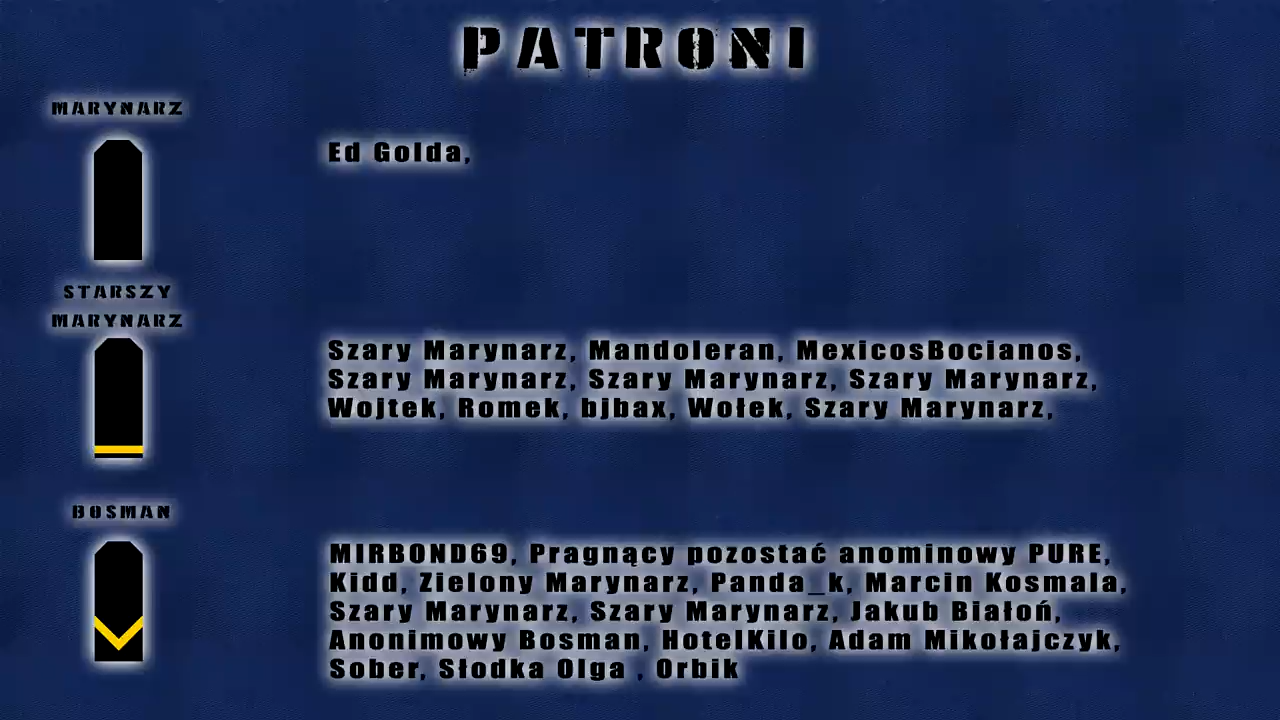 PATRONI
MARYNARZ
Ed Golda,
STARSZY
MARYNARZ
Szary Marynarz, Mandoleran, MexicosBocianos,
Szary Marynarz, Szary Marynarz, Szary Marynarz,
Wojtek, Romek, bjbax, Wołek, Szary Marynarz,
BOSMAN
MIRBOND69, Pragnący pozostać anominowy PURE,
Kidd, Zielony Marynarz, Panda_k, Marcin Kosmala,
Szary Marynarz, Szary Marynarz, Jakub Białoń,
Anonimowy Bosman, HotelKilo, Adam Mikołajczyk,
Sober, Słodka Olga , Orbik